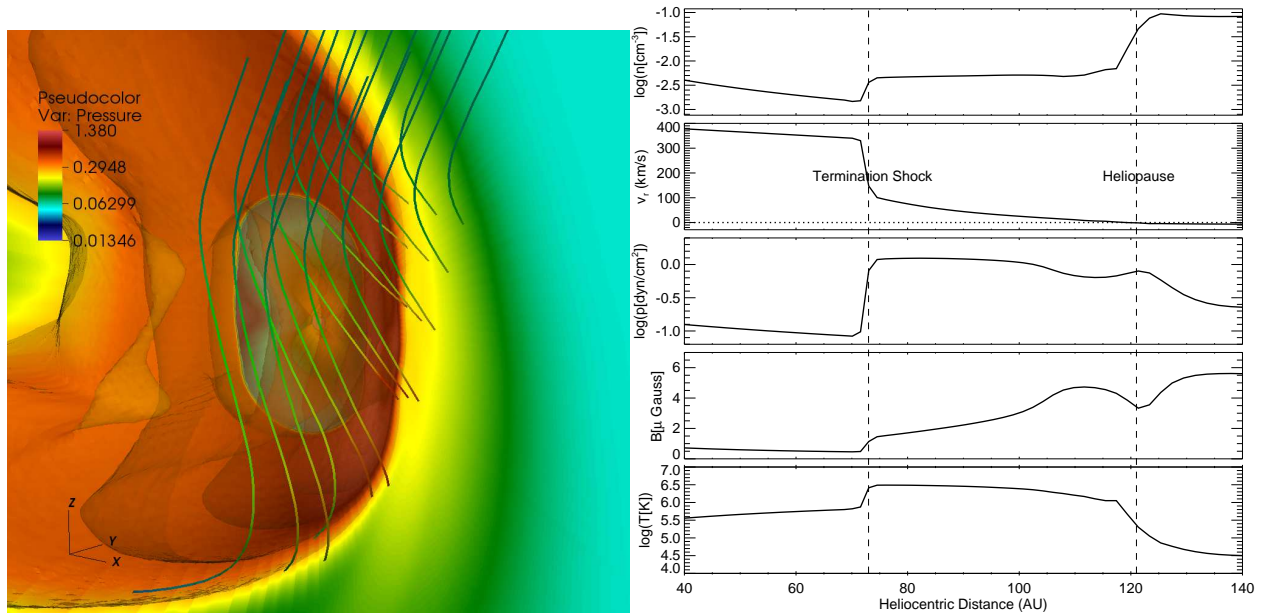 Pseudocolor
Var: Pressure
1.380
0.2948
0.06299
0.01346
Z
Y
X
log(n[cm-3])
-1.0
-1.5
-2.0
-2.5
-3.0
v_r (km/s)
400
300
200
100
0
Termination Shock
Heliopause
log(p[dyn/cm²])
0.0
-0.5
-1.0
B[μ Gauss]
6
4
2
0
log(T[K])
7.0
6.5
6.0
5.5
5.0
4.5
4.0
40 60 80 100 120 140
Heliocentric Distance (AU)